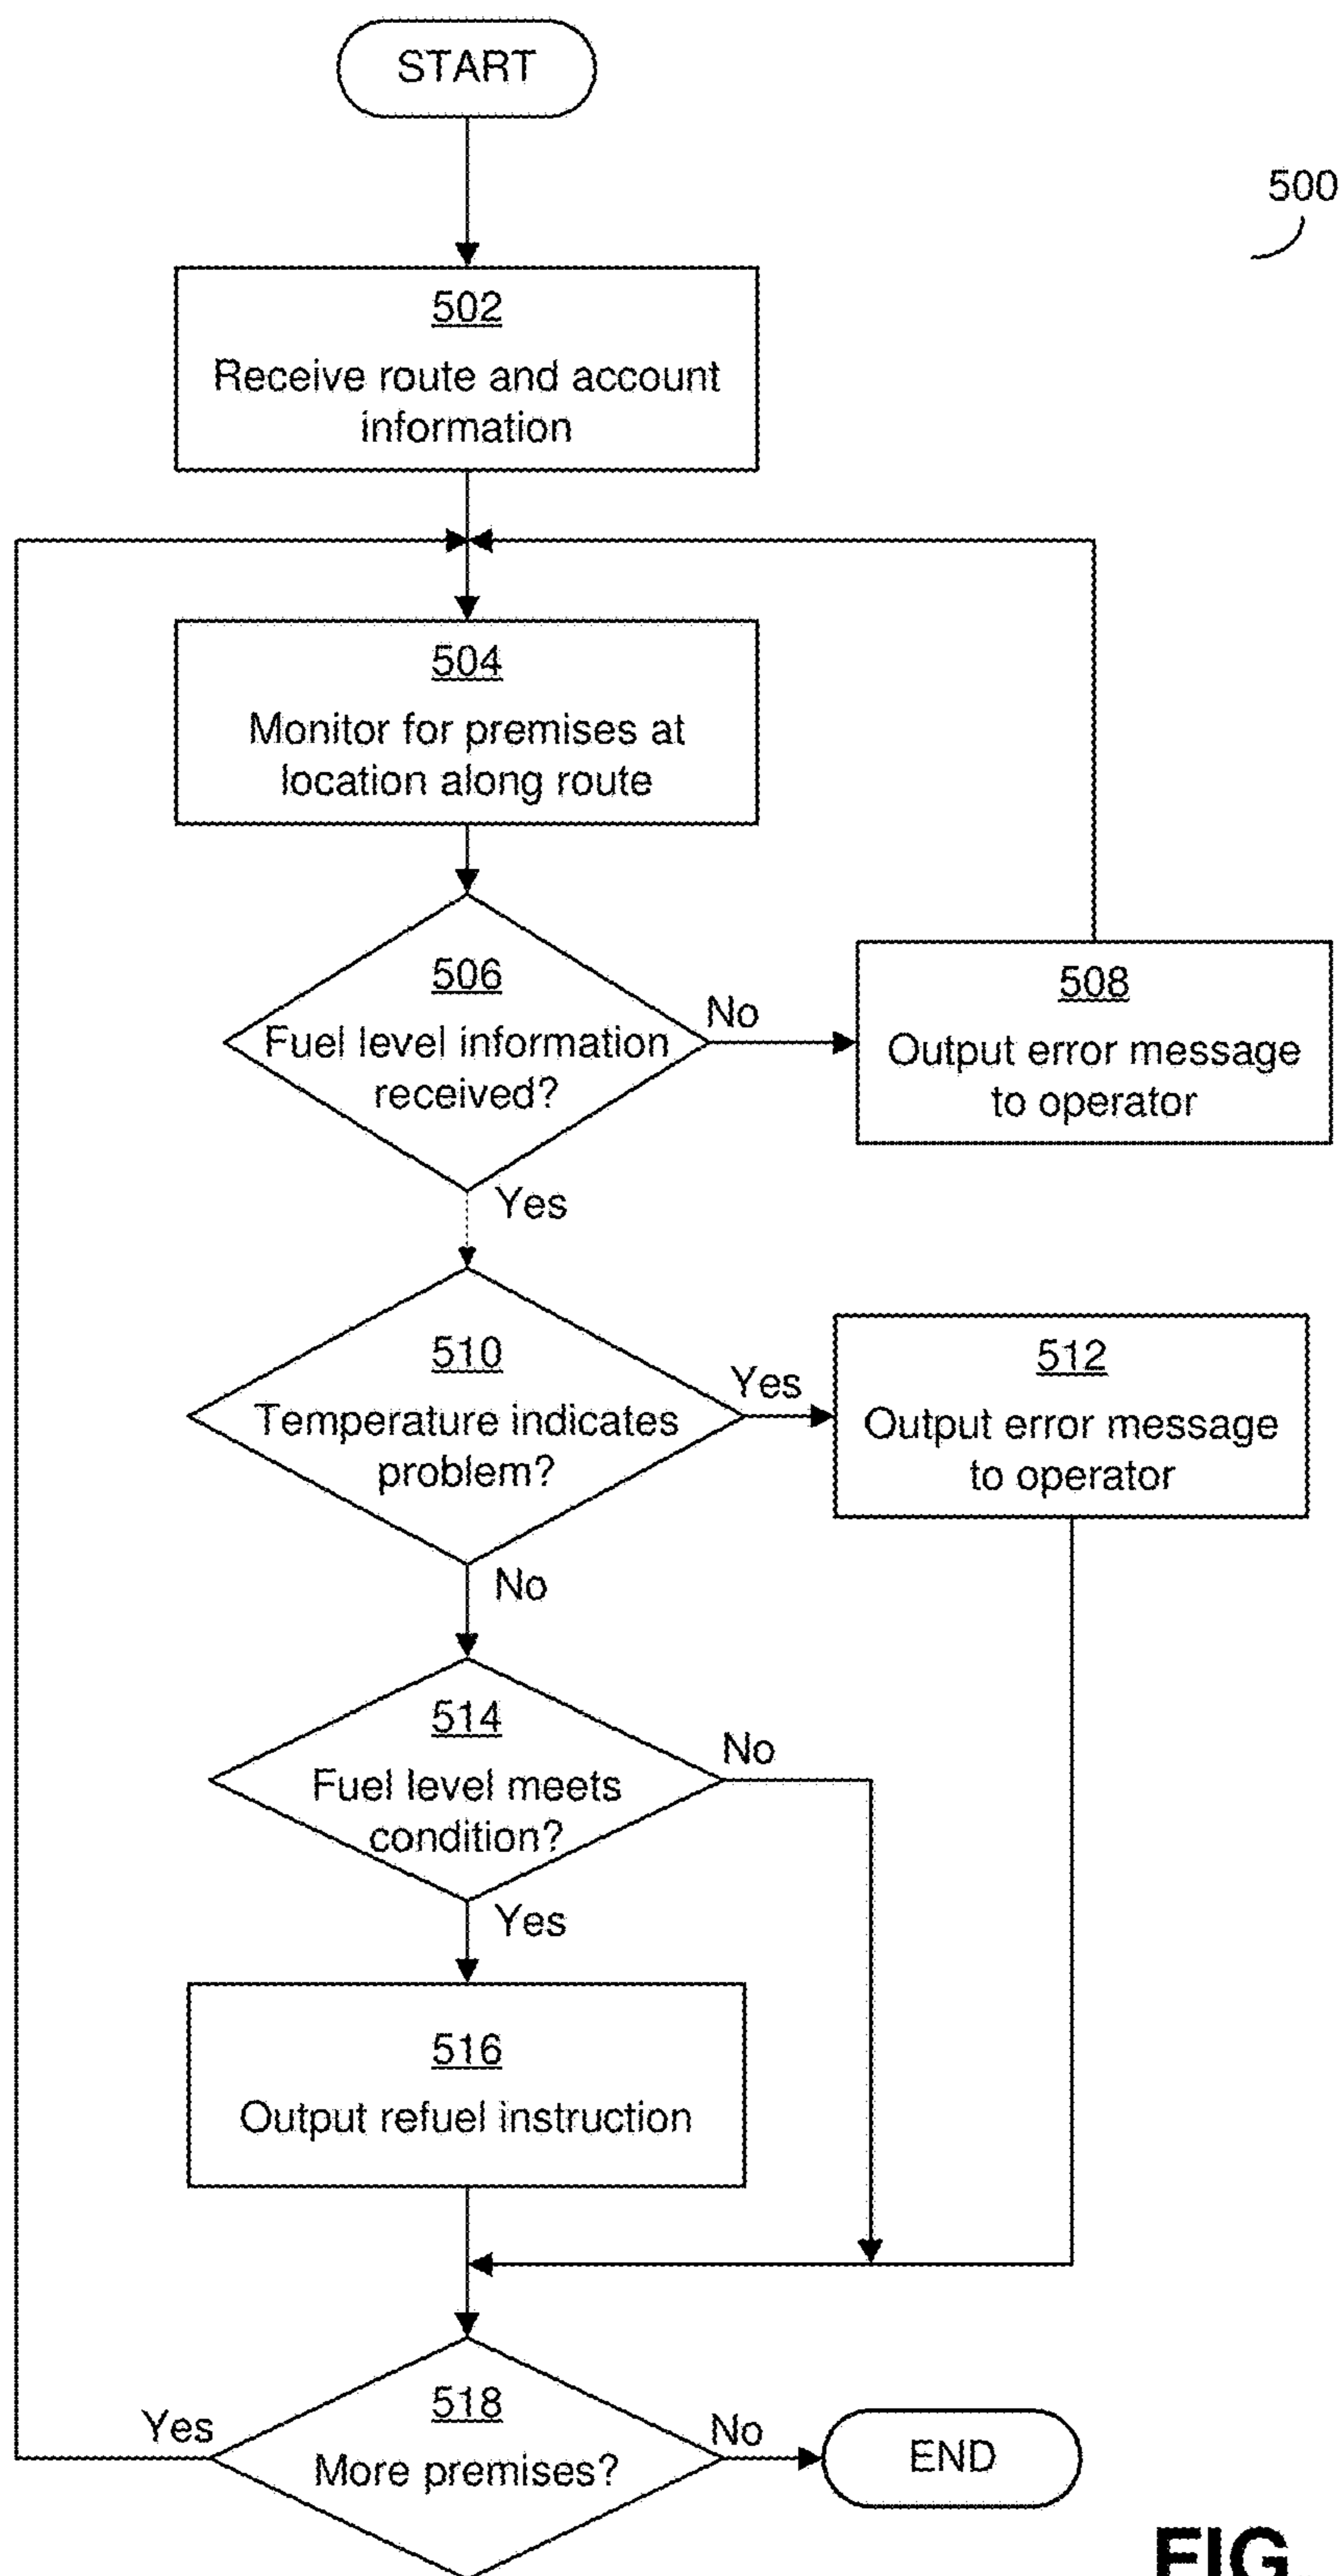 START
500
502
Receive route and account
information
504
Monitor for premises at
location along route
506
Fuel level information
received?
No
508
Output error message
to operator
Yes
510
Temperature indicates
problem?
Yes
512
Output error message
to operator
No
514
Fuel level meets
condition?
No
Yes
516
Output refuel instruction
518
More premises?
Yes
No
END
FIG.